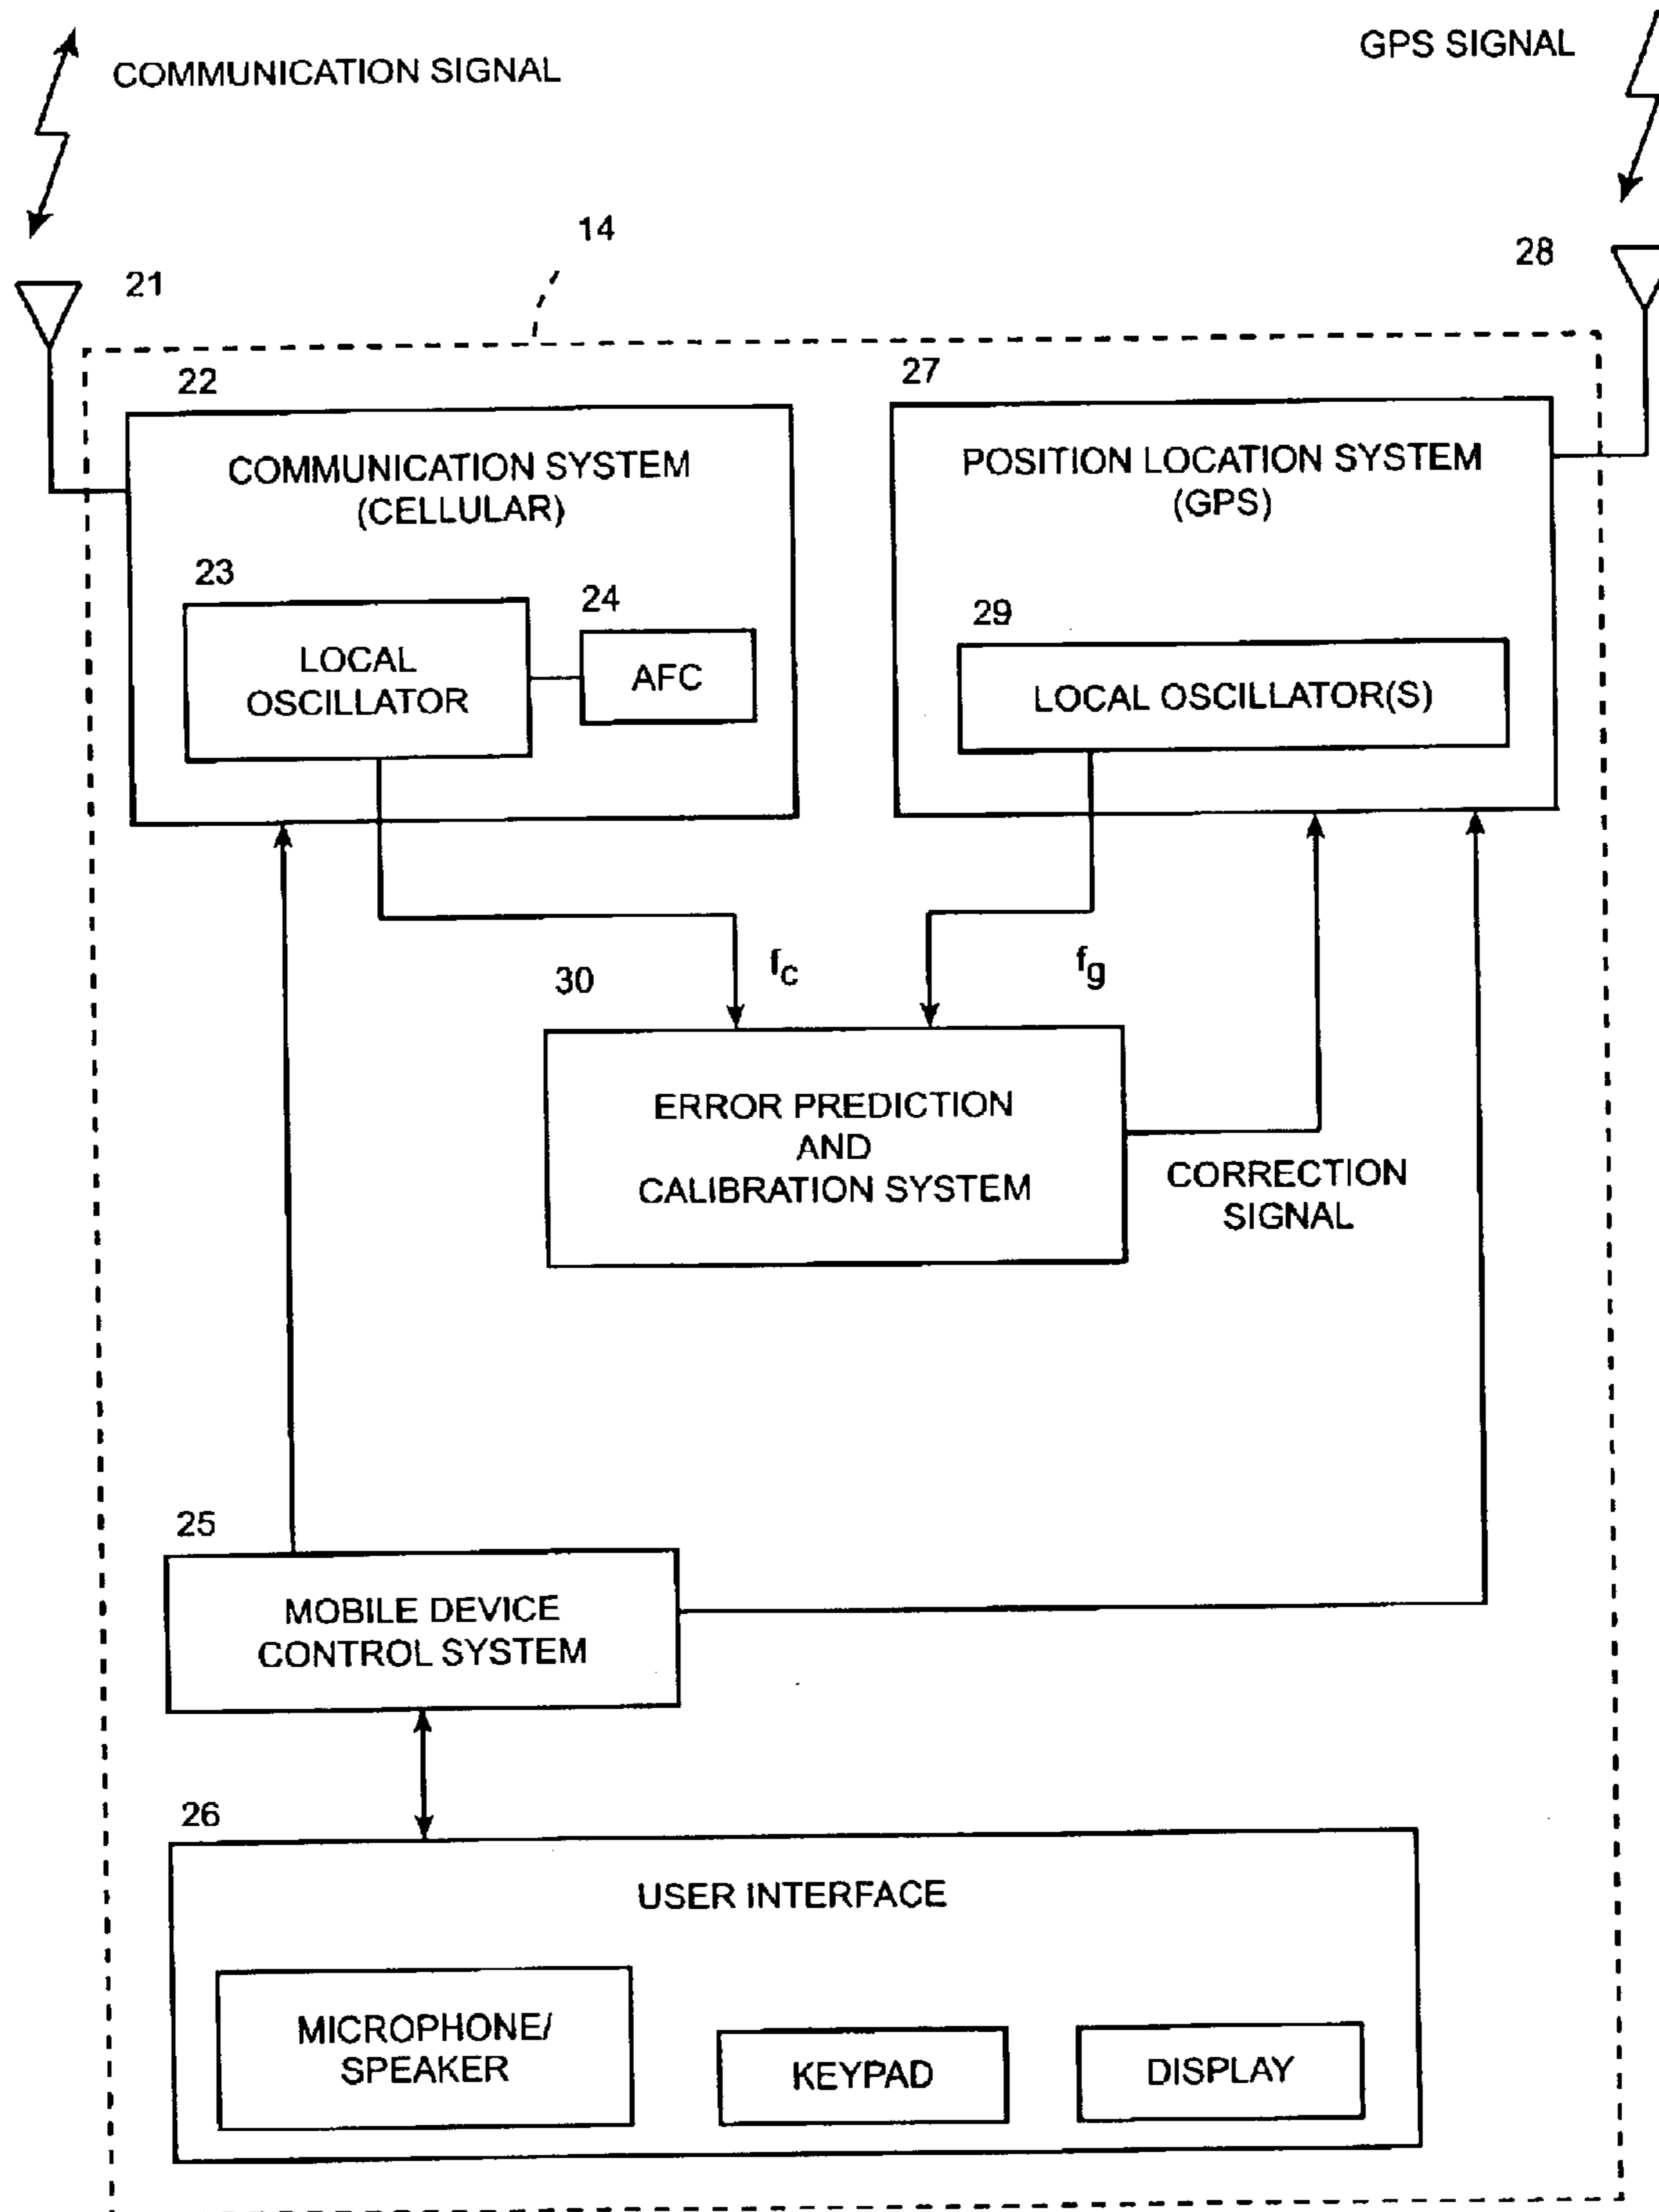 COMMUNICATION SIGNAL
GPS SIGNAL
14
21
28
22
27
COMMUNICATION SYSTEM
(CELLULAR)
POSITION LOCATION SYSTEM
(GPS)
23
24
29
LOCAL
OSCILLATOR
AFC
LOCAL OSCILLATOR(S)
fc
fg
30
ERROR PREDICTION
AND
CALIBRATION SYSTEM
CORRECTION
SIGNAL
25
MOBILE DEVICE
CONTROL SYSTEM
26
USER INTERFACE
MICROPHONE/
SPEAKER
KEYPAD
DISPLAY